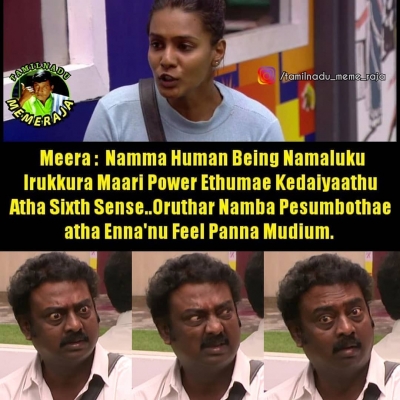 TAMILNADU
MEMERAJA
/tamilnadu_meme_raja
Meera : Namma Human Being Namaluku
Irukkura Maari Power Ethumae Kedaiyaathu
Atha Sixth Sense..Oruthar Namba Pesumbothae
atha Enna'nu Feel Panna Mudium.